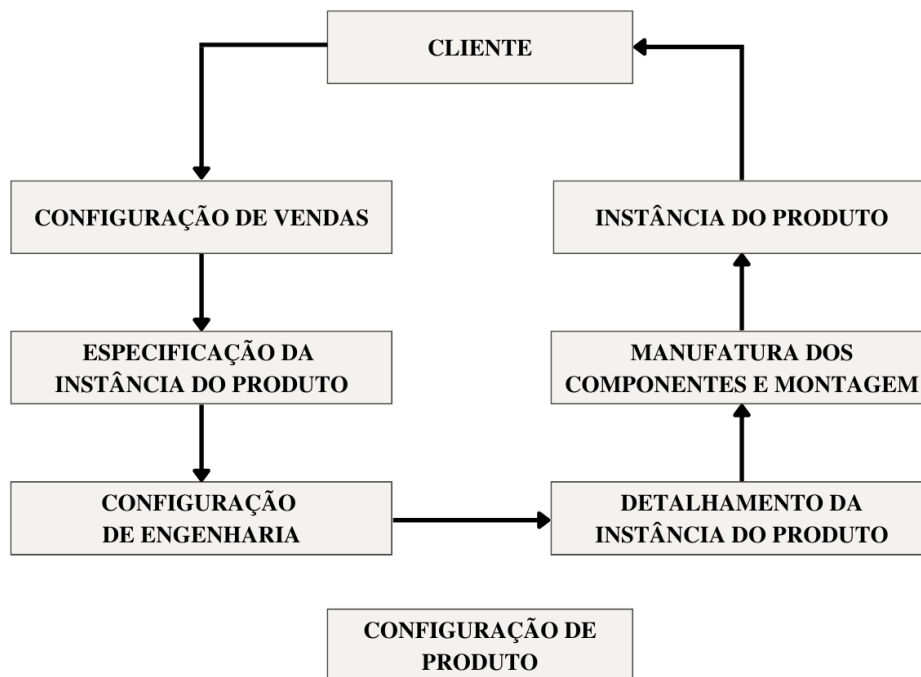 CLIENTE
CONFIGURAÇÃO DE VENDAS
INSTÂNCIA DO PRODUTO
ESPECIFICAÇÃO DA
INSTÂNCIA DO PRODUTO
MANUFATURA DOS
COMPONENTES E MONTAGEM
CONFIGURAÇÃO
DE ENGENHARIA
DETALHAMENTO DA
INSTÂNCIA DO PRODUTO
CONFIGURAÇÃO DE
PRODUTO